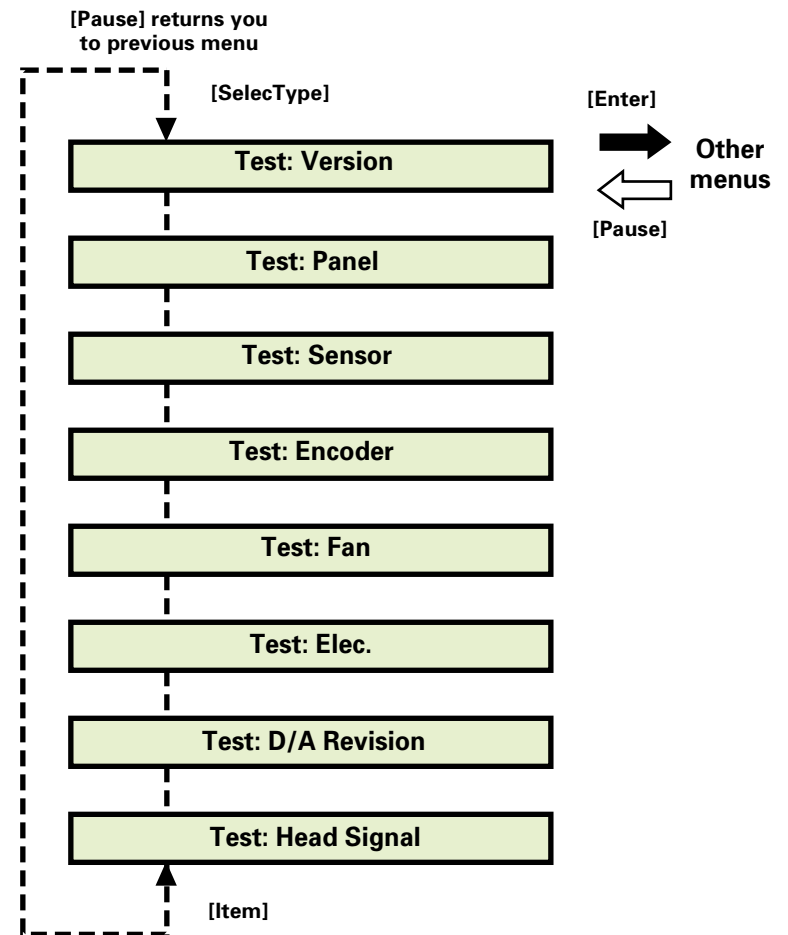 [Pause] returns you
to previous menu
[SelecType]
[Enter]
Test: Version
Other
menus
[Pause]
Test: Panel
Test: Sensor
Test: Encoder
Test: Fan
Test: Elec.
Test: D/A Revision
Test: Head Signal
[Item]